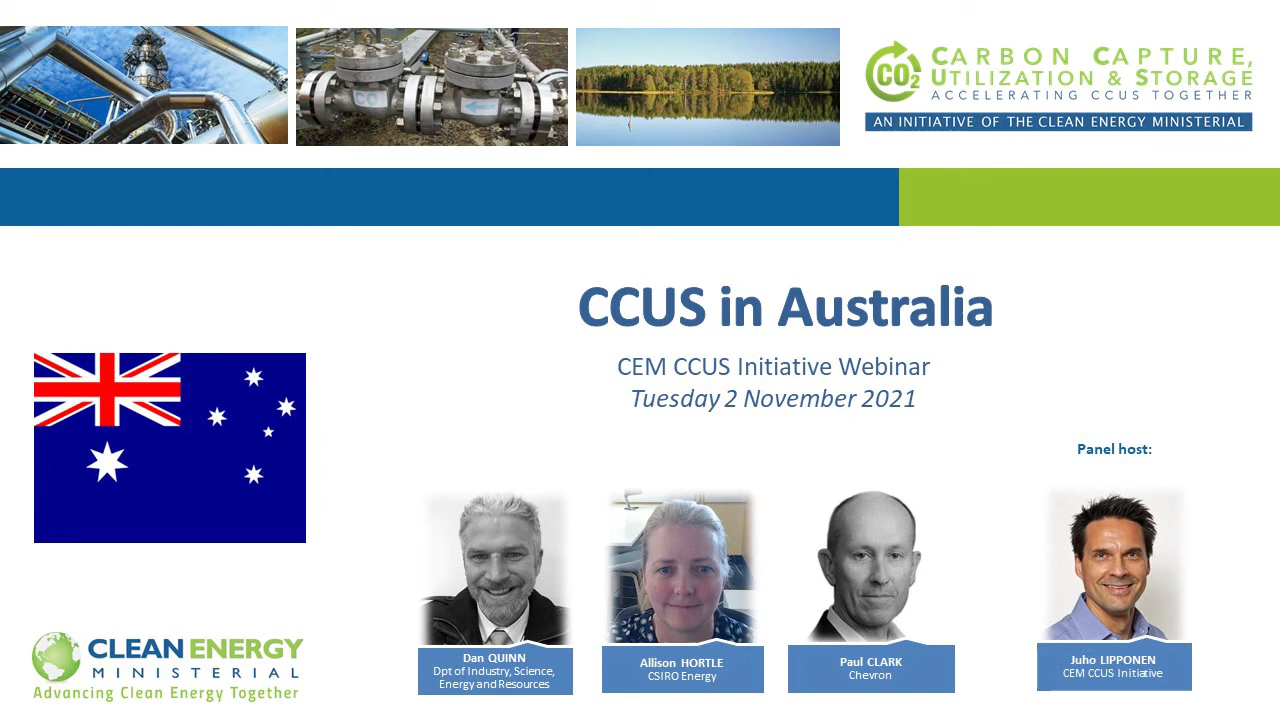 CO2
CARBON CAPTURE,
UTILIZATION & STORAGE
ACCELERATING CCUS TOGETHER
AN INITIATIVE OF THE CLEAN ENERGY MINISTERIAL
CCUS in Australia
CEM CCUS Initiative Webinar
Tuesday 2 November 2021
Panel host:
Dan QUINN
Dpt of Industry, Science,
Energy and Resources
Allison HORTLE
CSIRO Energy
Paul CLARK
Chevron
Juho LIPPONEN
CEM CCUS Initiative
CLEAN ENERGY
MINISTERIAL
Advancing Clean Energy Together